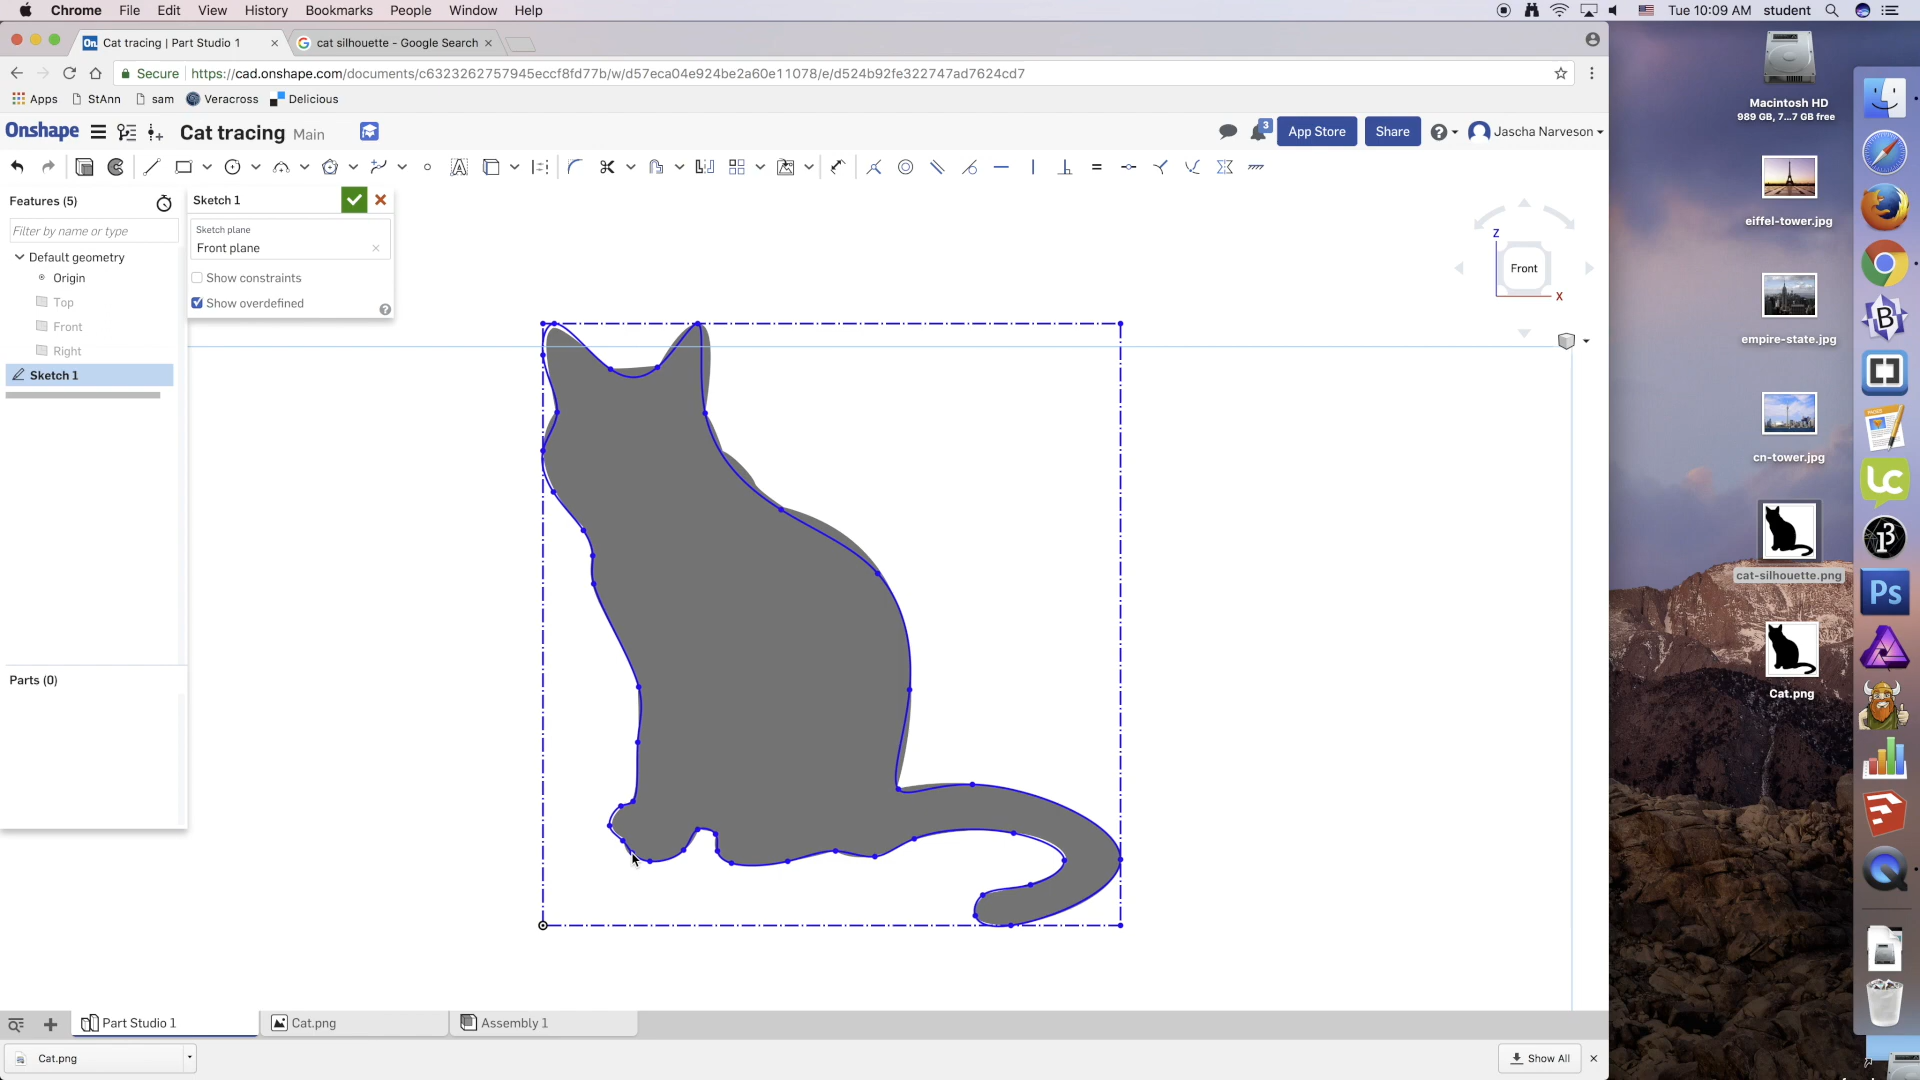 Chrome File Edit View History Bookmarks People Window Help
Tue 10:09 AM student
Cat tracing | Part Studio 1
cat silhouette - Google Search
Secure https://cad.onshape.com/documents/c6323262757945eccf8fd77b/w/d57eca04e924be2a60e11078/e/d524b92fe322747ad7624cd7
Apps StAnn sam Veracross Delicious
Onshape Cat tracing Main
3 App Store Share Jascha Narveson
Features (5)
Filter by name or type
Default geometry
Origin
Top
Front
Right
Sketch 1
Parts (0)
Sketch 1
Sketch plane
Front plane
Show constraints
Show overdefined
Z
Front
X
Part Studio 1 Cat.png Assembly 1
Cat.png
Show All
Macintosh HD
989 GB, 7...7 GB free
eiffel-tower.jpg
empire-state.jpg
cn-tower.jpg
cat-silhouette.png
Cat.png
B
PAGES
LC
Ps